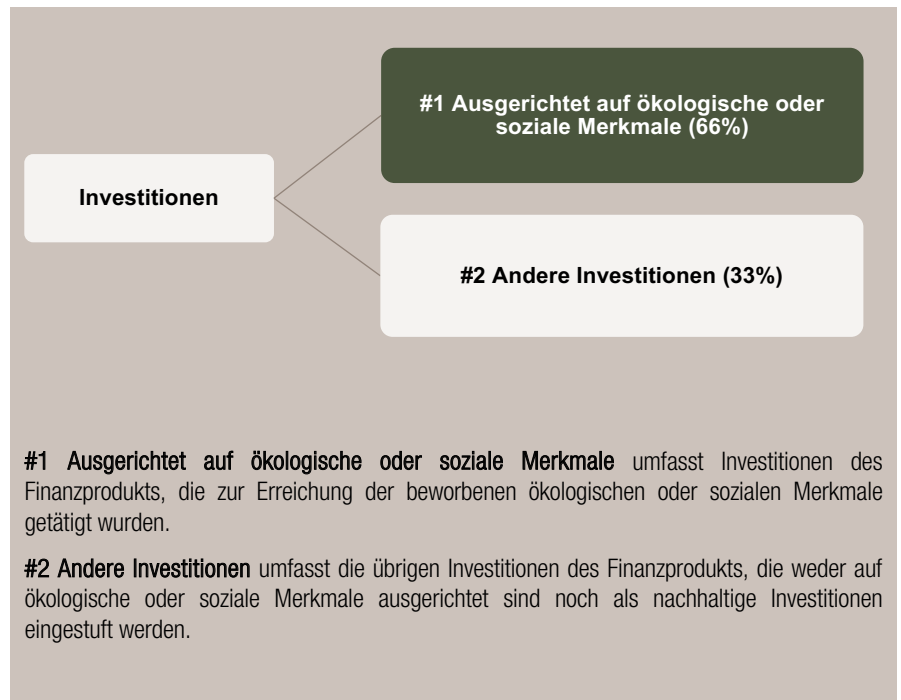 #1 Ausgerichtet auf ökologische oder
soziale Merkmale (66%)
Investitionen
#2 Andere Investitionen (33%)
#1 Ausgerichtet auf ökologische oder soziale Merkmale umfasst Investitionen des
Finanzprodukts, die zur Erreichung der beworbenen ökologischen oder sozialen Merkmale
getätigt wurden.
#2 Andere Investitionen umfasst die übrigen Investitionen des Finanzprodukts, die weder auf
ökologische oder soziale Merkmale ausgerichtet sind noch als nachhaltige Investitionen
eingestuft werden.